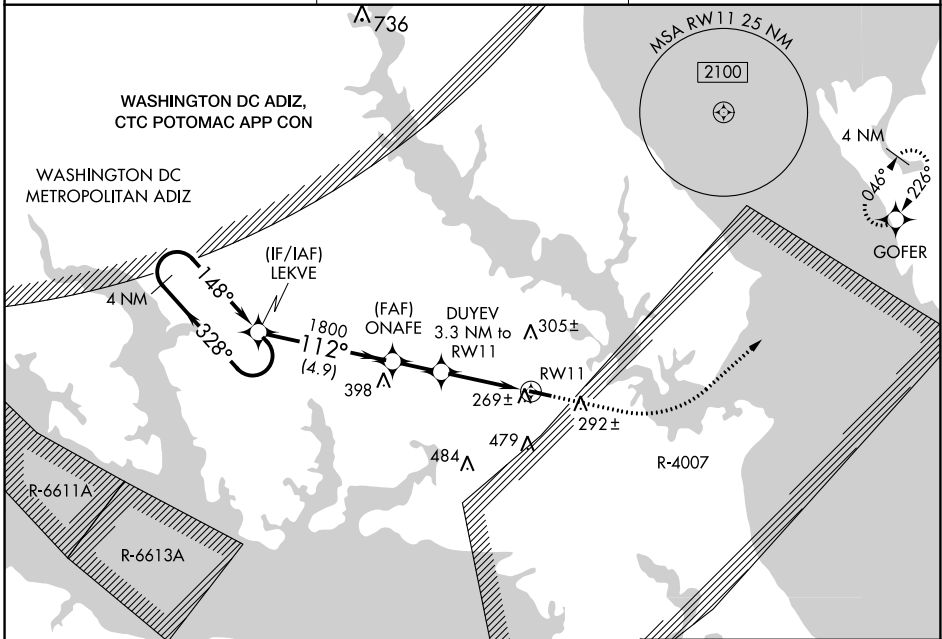 736
MSA RW11 25 NM
2100
WASHINGTON DC ADIZ,
CTC POTOMAC APP CON
WASHINGTON DC
METROPOLITAN ADIZ
4 NM
046°
226°
GOFER
(IF/IAF)
LEKVE
148°
4 NM
328°
1800
112°
(4.9)
(FAF)
ONAFE
DUYEV
3.3 NM to
RW11
305±
398
RW11
269±
292±
479
484
R-4007
R-6611A
R-6613A